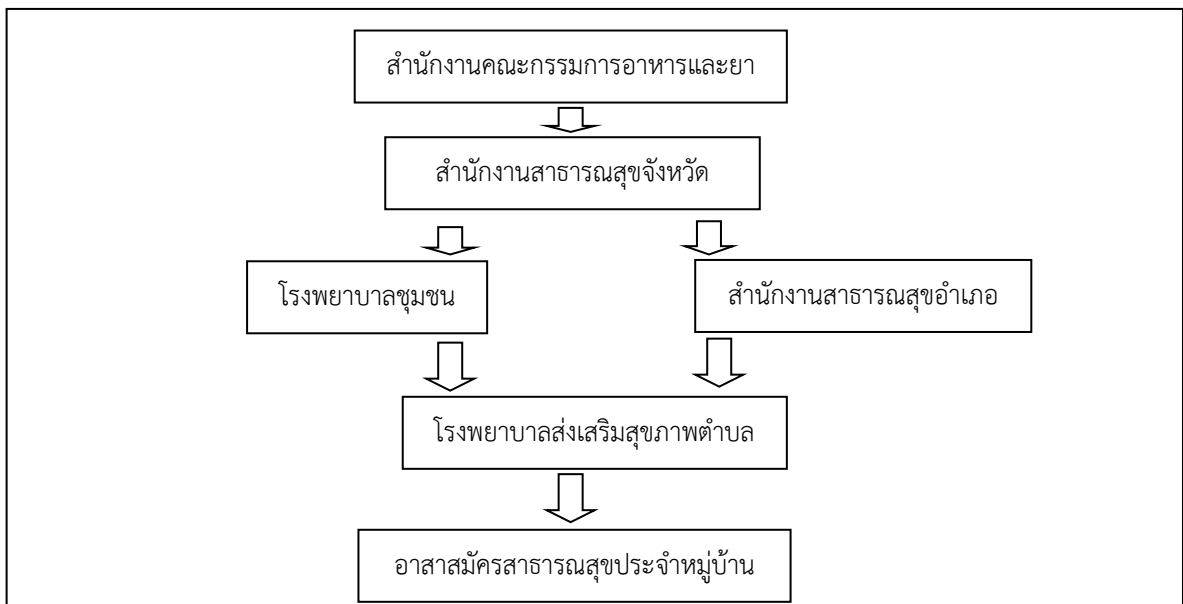 สำนักงานคณะกรรมการอาหารและยา
สำนักงานสาธารณสุขจังหวัด
โรงพยาบาลชุมชน
สำนักงานสาธารณสุขอำเภอ
โรงพยาบาลส่งเสริมสุขภาพตำบล
อาสาสมัครสาธารณสุขประจำหมู่บ้าน